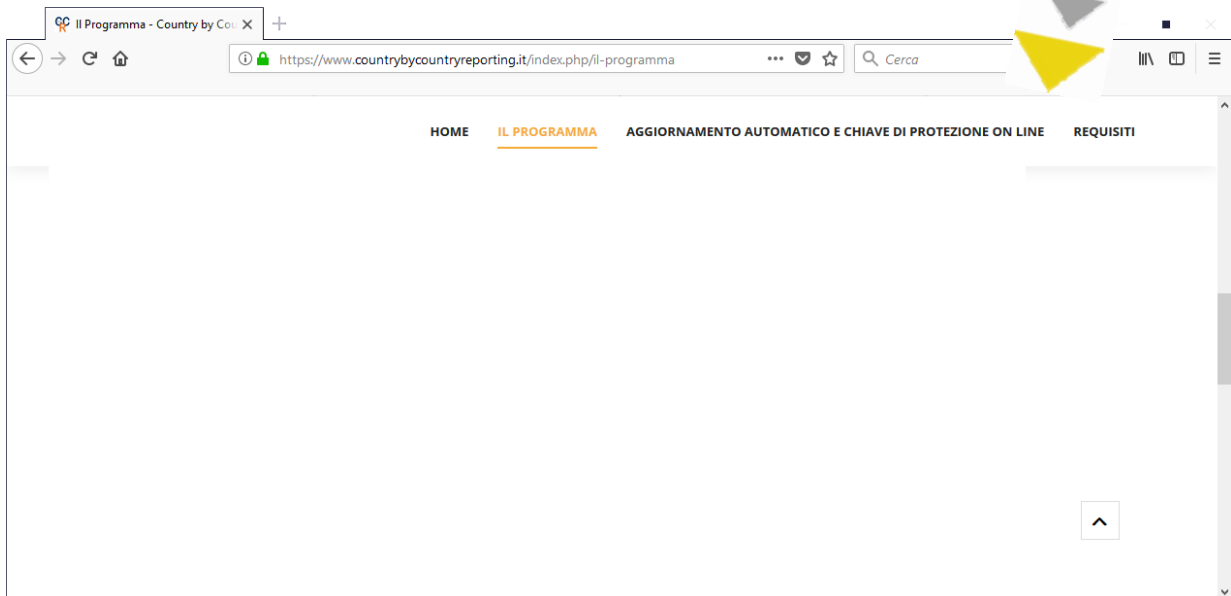 Il Programma - Country by Cou
https://www.countrybycountryreporting.it/index.php/il-programma
Cerca
HOME IL PROGRAMMA AGGIORNAMENTO AUTOMATICO E CHIAVE DI PROTEZIONE ON LINE REQUISITI